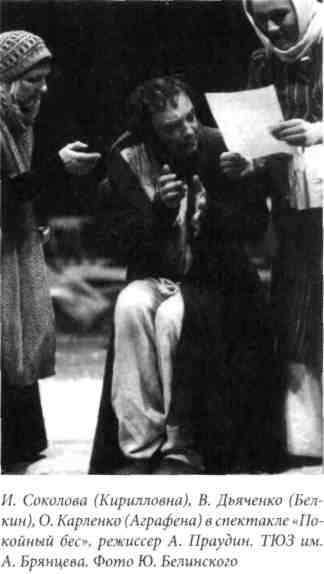 И. Соколова (Кирилловна), В. Дьяченко (Бел-
кин), О. Карленко (Аграфена) в спектакле «По-
койный бес», режиссер А. Праудин. ТЮЗ им.
А. Брянцева. Фото Ю. Белинского